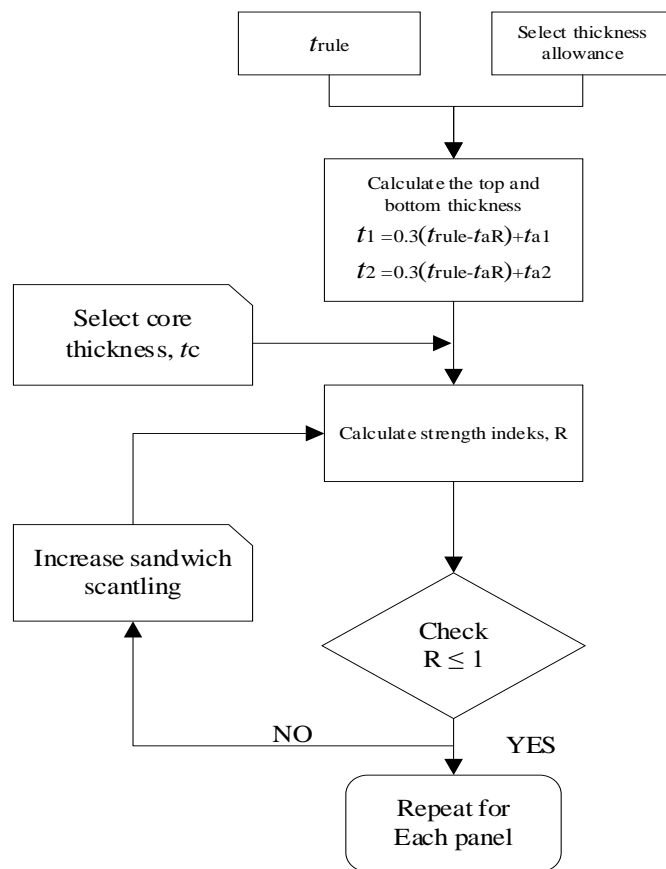 trule
Select thickness
allowance
Calculate the top and
bottom thickness
t1 =0.3(trule-taR)+ta1
t2 =0.3(trule-taR)+ta2
Select core
thickness, tc
Calculate strength indeks, R
Increase sandwich
scantling
Check
R ≤ 1
NO
YES
Repeat for
Each panel